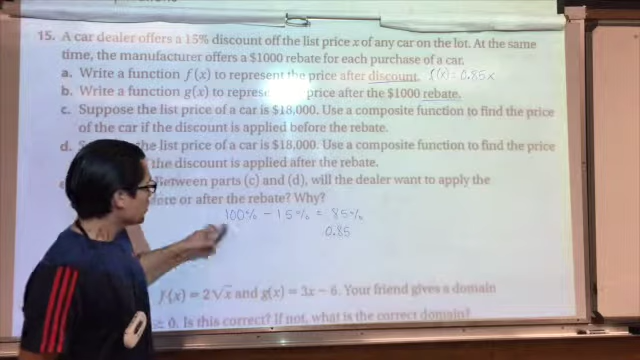 15. A car dealer offers a 15% discount off the list price x of any car on the lot. At the same
time, the manufacturer offers a $1000 rebate for each purchase of a car.
a. Write a function f(x) to represent the price after discount. f(x) = 0.85x
b. Write a function g(x) to repres price after the $1000 rebate.
c. Suppose the list price of a car is $18,000. Use a composite function to find the price
of the car if the discount is applied before the rebate.
d. the list price of a car is $18,000. Use a composite function to find the price
the discount is applied after the rebate.
between parts (c) and (d), will the dealer want to apply the
or after the rebate? Why?
100% - 15% = 85%
0.85
f(x) = 2√x and g(x) = 3x − 6. Your friend gives a domain
≥ 0. Is this correct? If not, what is the correct domain?